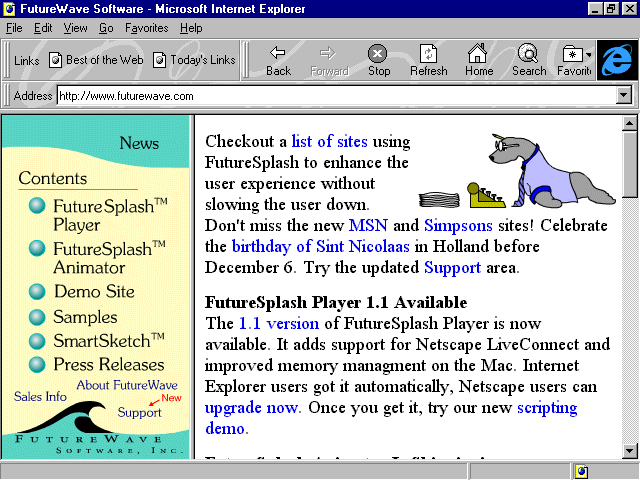 FutureWave Software - Microsoft Internet Explorer
File Edit View Go Favorites Help
Links Best of the Web Today's Links Back Forward Stop Refresh Home Search Favorit
Address http://www.futurewave.com
News
Contents
FutureSplash™
Player
FutureSplash™
Animator
Demo Site
Samples
SmartSketch™
Press Releases
About FutureWave
Sales Info
New
Support
FutureWave
Software, Inc.
Checkout a list of sites using
FutureSplash to enhance the
user experience without
slowing the user down.
Don't miss the new MSN and Simpsons sites! Celebrate
the birthday of Sint Nicolaas in Holland before
December 6. Try the updated Support area.
FutureSplash Player 1.1 Available
The 1.1 version of FutureSplash Player is now
available. It adds support for Netscape LiveConnect and
improved memory managment on the Mac. Internet
Explorer users got it automatically, Netscape users can
upgrade now. Once you get it, try our new scripting
demo.